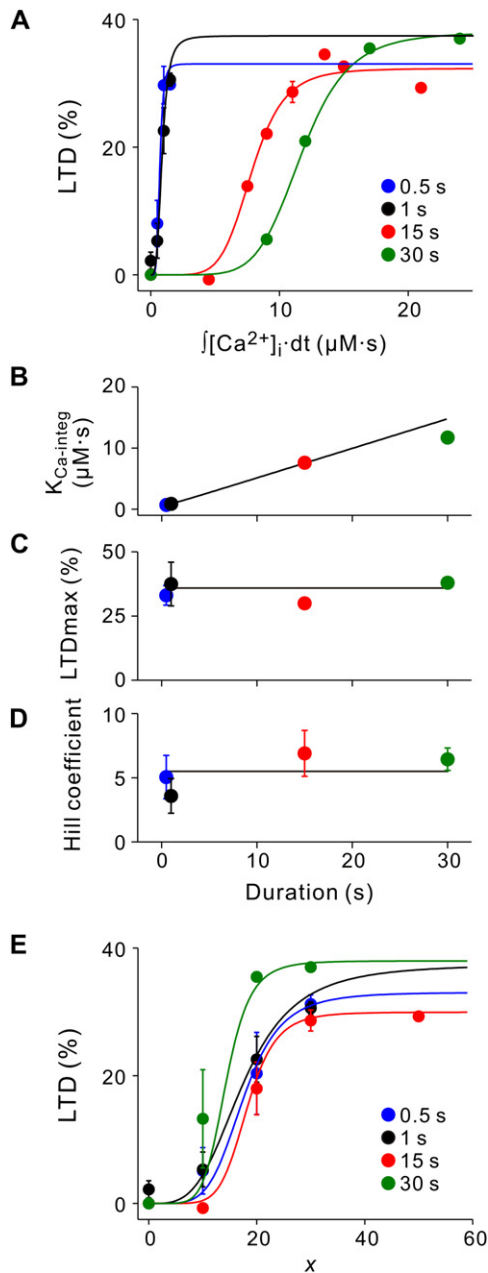 A
40
20
0
LTD (%)
0.5 s
1 s
15 s
30 s
0 10 20
∫[Ca²⁺]ᵢ·dt (µM·s)
B
20
10
0
K_Ca-integ
(µM·s)
C
50
25
0
LTDmax (%)
D
10
5
0
Hill coefficient
0 10 20 30
Duration (s)
E
40
20
0
LTD (%)
0.5 s
1 s
15 s
30 s
0 20 40 60
x